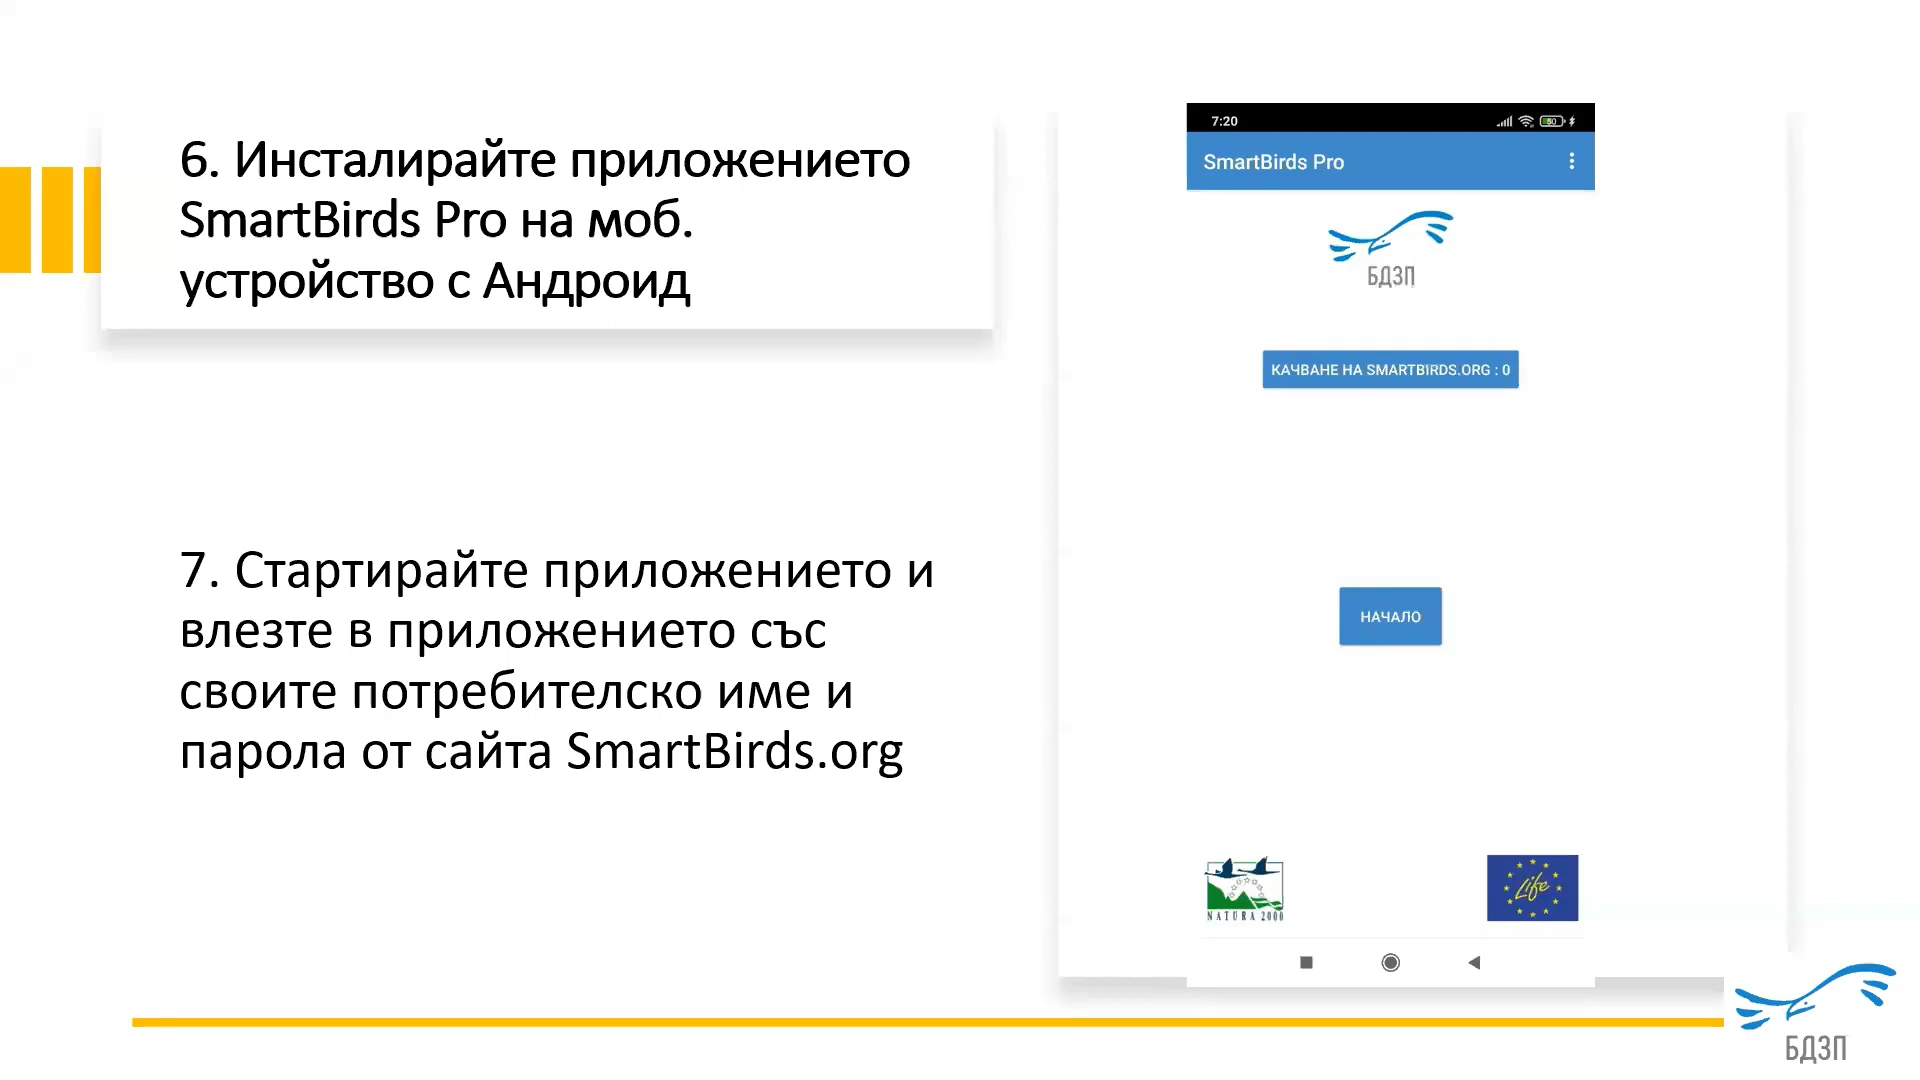 6. Инсталирайте приложението
SmartBirds Pro на моб.
устройство с Андроид
7. Стартирайте приложението и
влезте в приложението със
своите потребителско име и
парола от сайта SmartBirds.org
7:20
50
SmartBirds Pro
БДЗП
КАЧВАНЕ НА SMARTBIRDS.ORG : 0
НАЧАЛО
NATURA 2000
Life
БДЗП